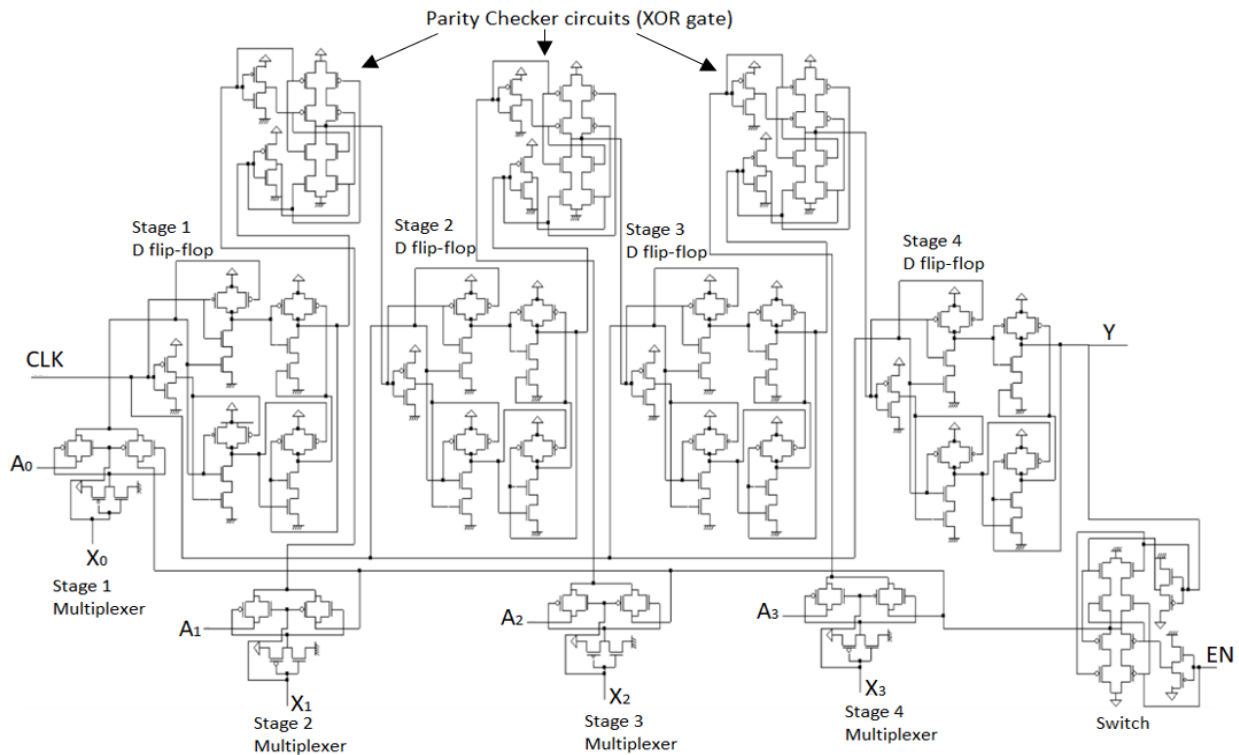 Parity Checker circuits (XOR gate)
Stage 1
D flip-flop
Stage 2
D flip-flop
Stage 3
D flip-flop
Stage 4
D flip-flop
CLK
Y
A0
X0
Stage 1
Multiplexer
A1
X1
Stage 2
Multiplexer
A2
X2
Stage 3
Multiplexer
A3
X3
Stage 4
Multiplexer
EN
Switch